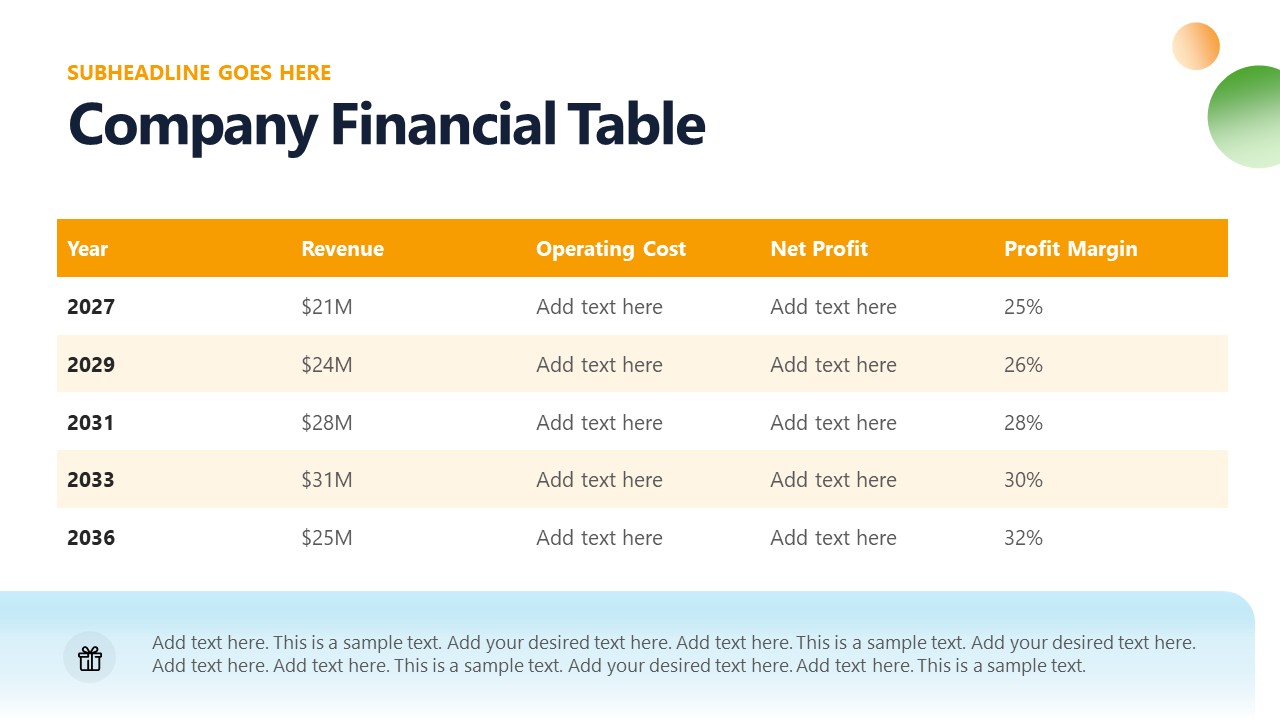 SUBHEADLINE GOES HERE
Company Financial Table
Year Revenue Operating Cost Net Profit Profit Margin
2027 $21M Add text here Add text here 25%
2029 $24M Add text here Add text here 26%
2031 $28M Add text here Add text here 28%
2033 $31M Add text here Add text here 30%
2036 $25M Add text here Add text here 32%
Add text here. This is a sample text. Add your desired text here. Add text here. This is a sample text. Add your desired text here.
Add text here. Add text here. This is a sample text. Add your desired text here. Add text here. This is a sample text.